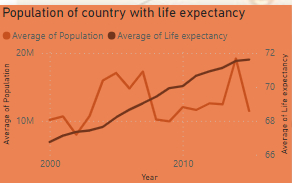 Population of country with life expectancy
Average of Population Average of Life expectancy
20M
10M
72
70
68
66
2000
2010
Year
Average of Population
Average of Life expectancy